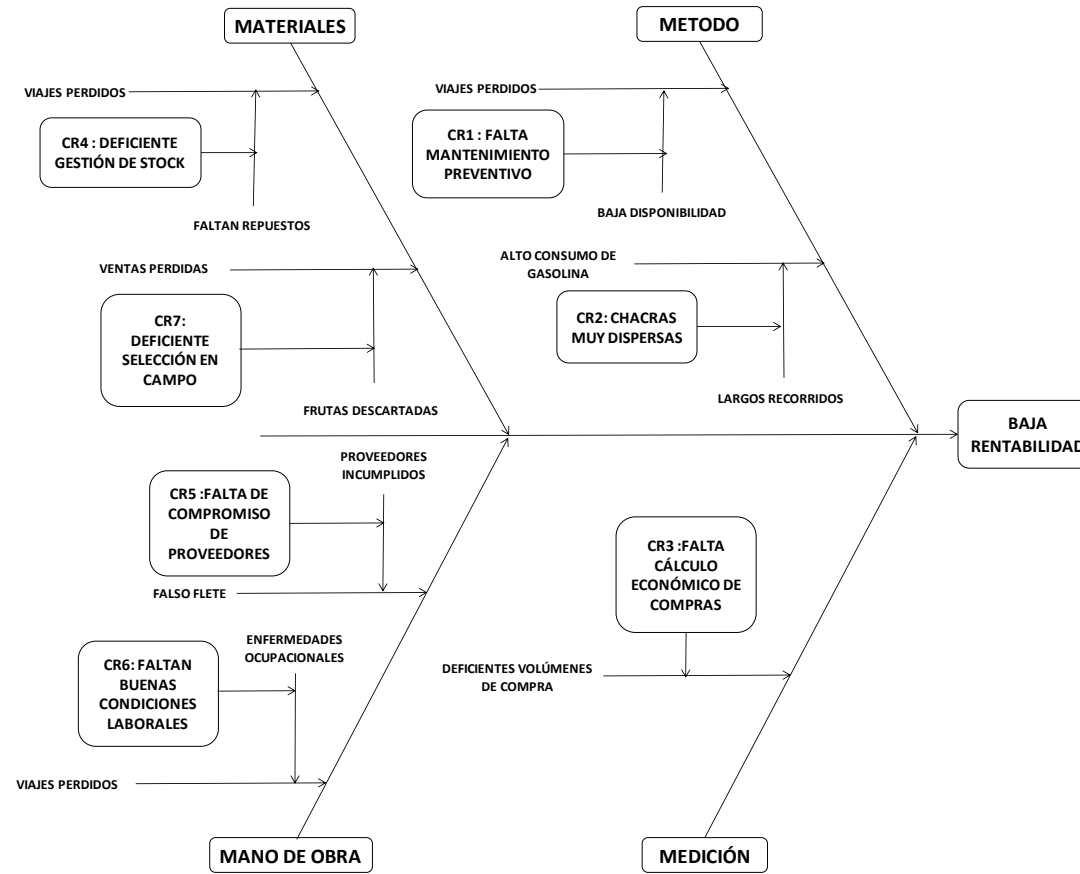 MATERIALES
METODO
VIAJES PERDIDOS
VIAJES PERDIDOS
CR4 : DEFICIENTE
GESTIÓN DE STOCK
CR1 : FALTA
MANTENIMIENTO
PREVENTIVO
FALTAN REPUESTOS
BAJA DISPONIBILIDAD
VENTAS PERDIDAS
ALTO CONSUMO DE
GASOLINA
CR7:
DEFICIENTE
SELECCIÓN EN
CAMPO
CR2: CHACRAS
MUY DISPERSAS
FRUTAS DESCARTADAS
LARGOS RECORRIDOS
BAJA
RENTABILIDAD
PROVEEDORES
INCUMPLIDOS
CR5 :FALTA DE
COMPROMISO
DE
PROVEEDORES
FALSO FLETE
CR3 :FALTA
CÁLCULO
ECONÓMICO DE
COMPRAS
ENFERMEDADES
OCUPACIONALES
CR6: FALTAN
BUENAS
CONDICIONES
LABORALES
DEFICIENTES VOLÚMENES
DE COMPRA
VIAJES PERDIDOS
MANO DE OBRA
MEDICIÓN